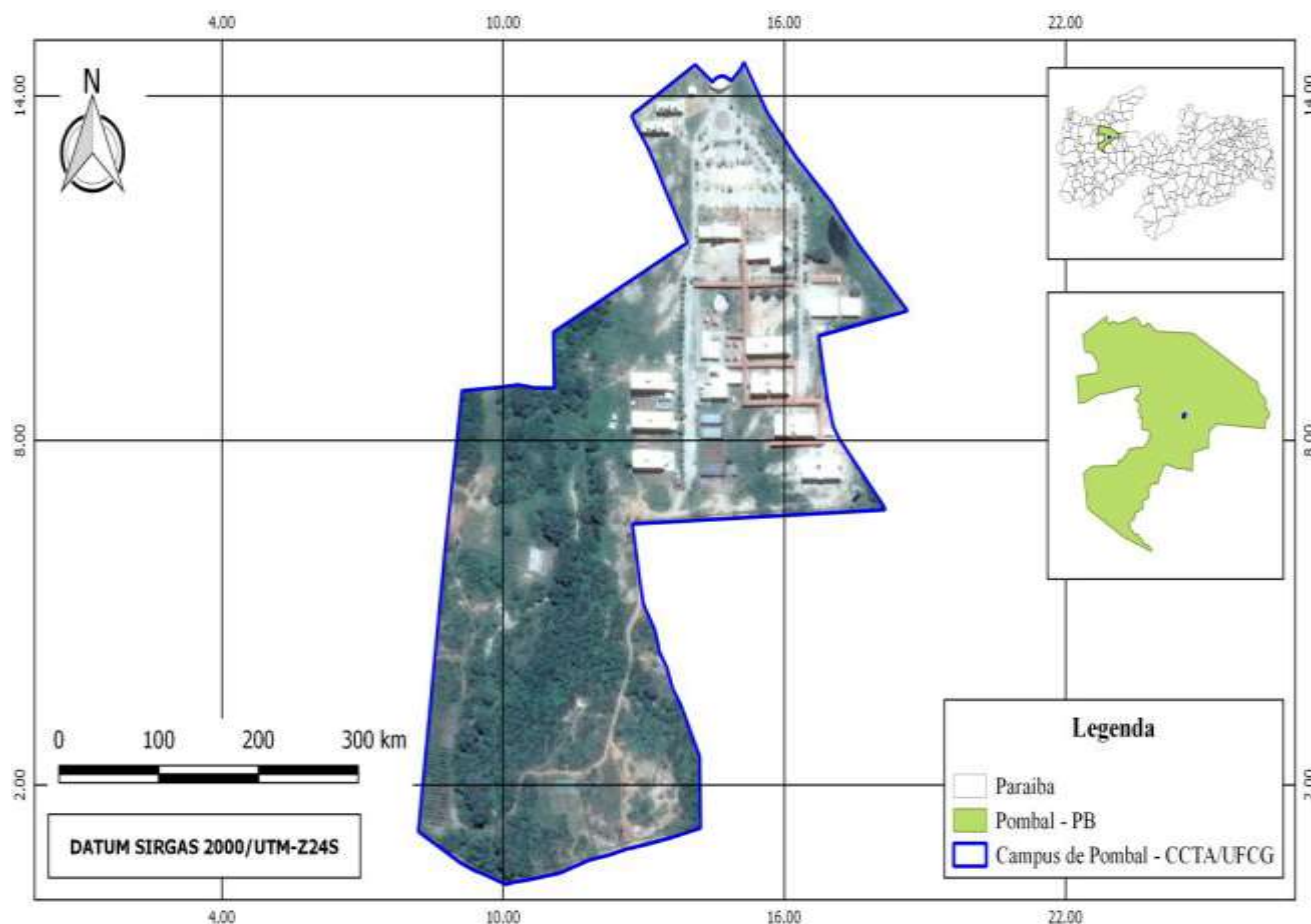 4.00 10.00 16.00 22.00
14.00 14.00
N
8.00 8.00
0 100 200 300 km
2.00 2.00
DATUM SIRGAS 2000/UTM-Z24S
Legenda
Paraiba
Pombal - PB
Campus de Pombal - CCTA/UFCG
4.00 10.00 16.00 22.00